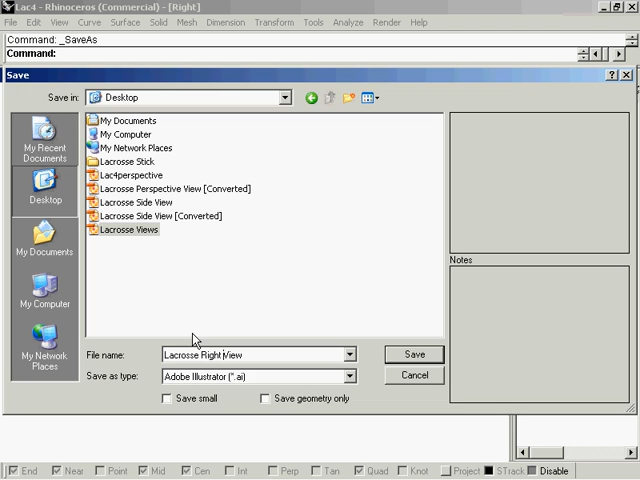 Lac4 - Rhinoceros (Commercial) - [Right]
File Edit View Curve Surface Solid Mesh Dimension Transform Tools Analyze Render Help
Command: _SaveAs
Command:
Save
Save in: Desktop
My Recent Documents
Desktop
My Documents
My Computer
My Network Places
My Documents
My Computer
My Network Places
Lacrosse Stick
Lac4perspective
Lacrosse Perspective View [Converted]
Lacrosse Side View
Lacrosse Side View [Converted]
Lacrosse Views
Notes
File name: Lacrosse Right View
Save
Save as type: Adobe Illustrator (*.ai)
Cancel
Save small Save geometry only
End Near Point Mid Cen Int Perp Tan Quad Knot Project STrack Disable